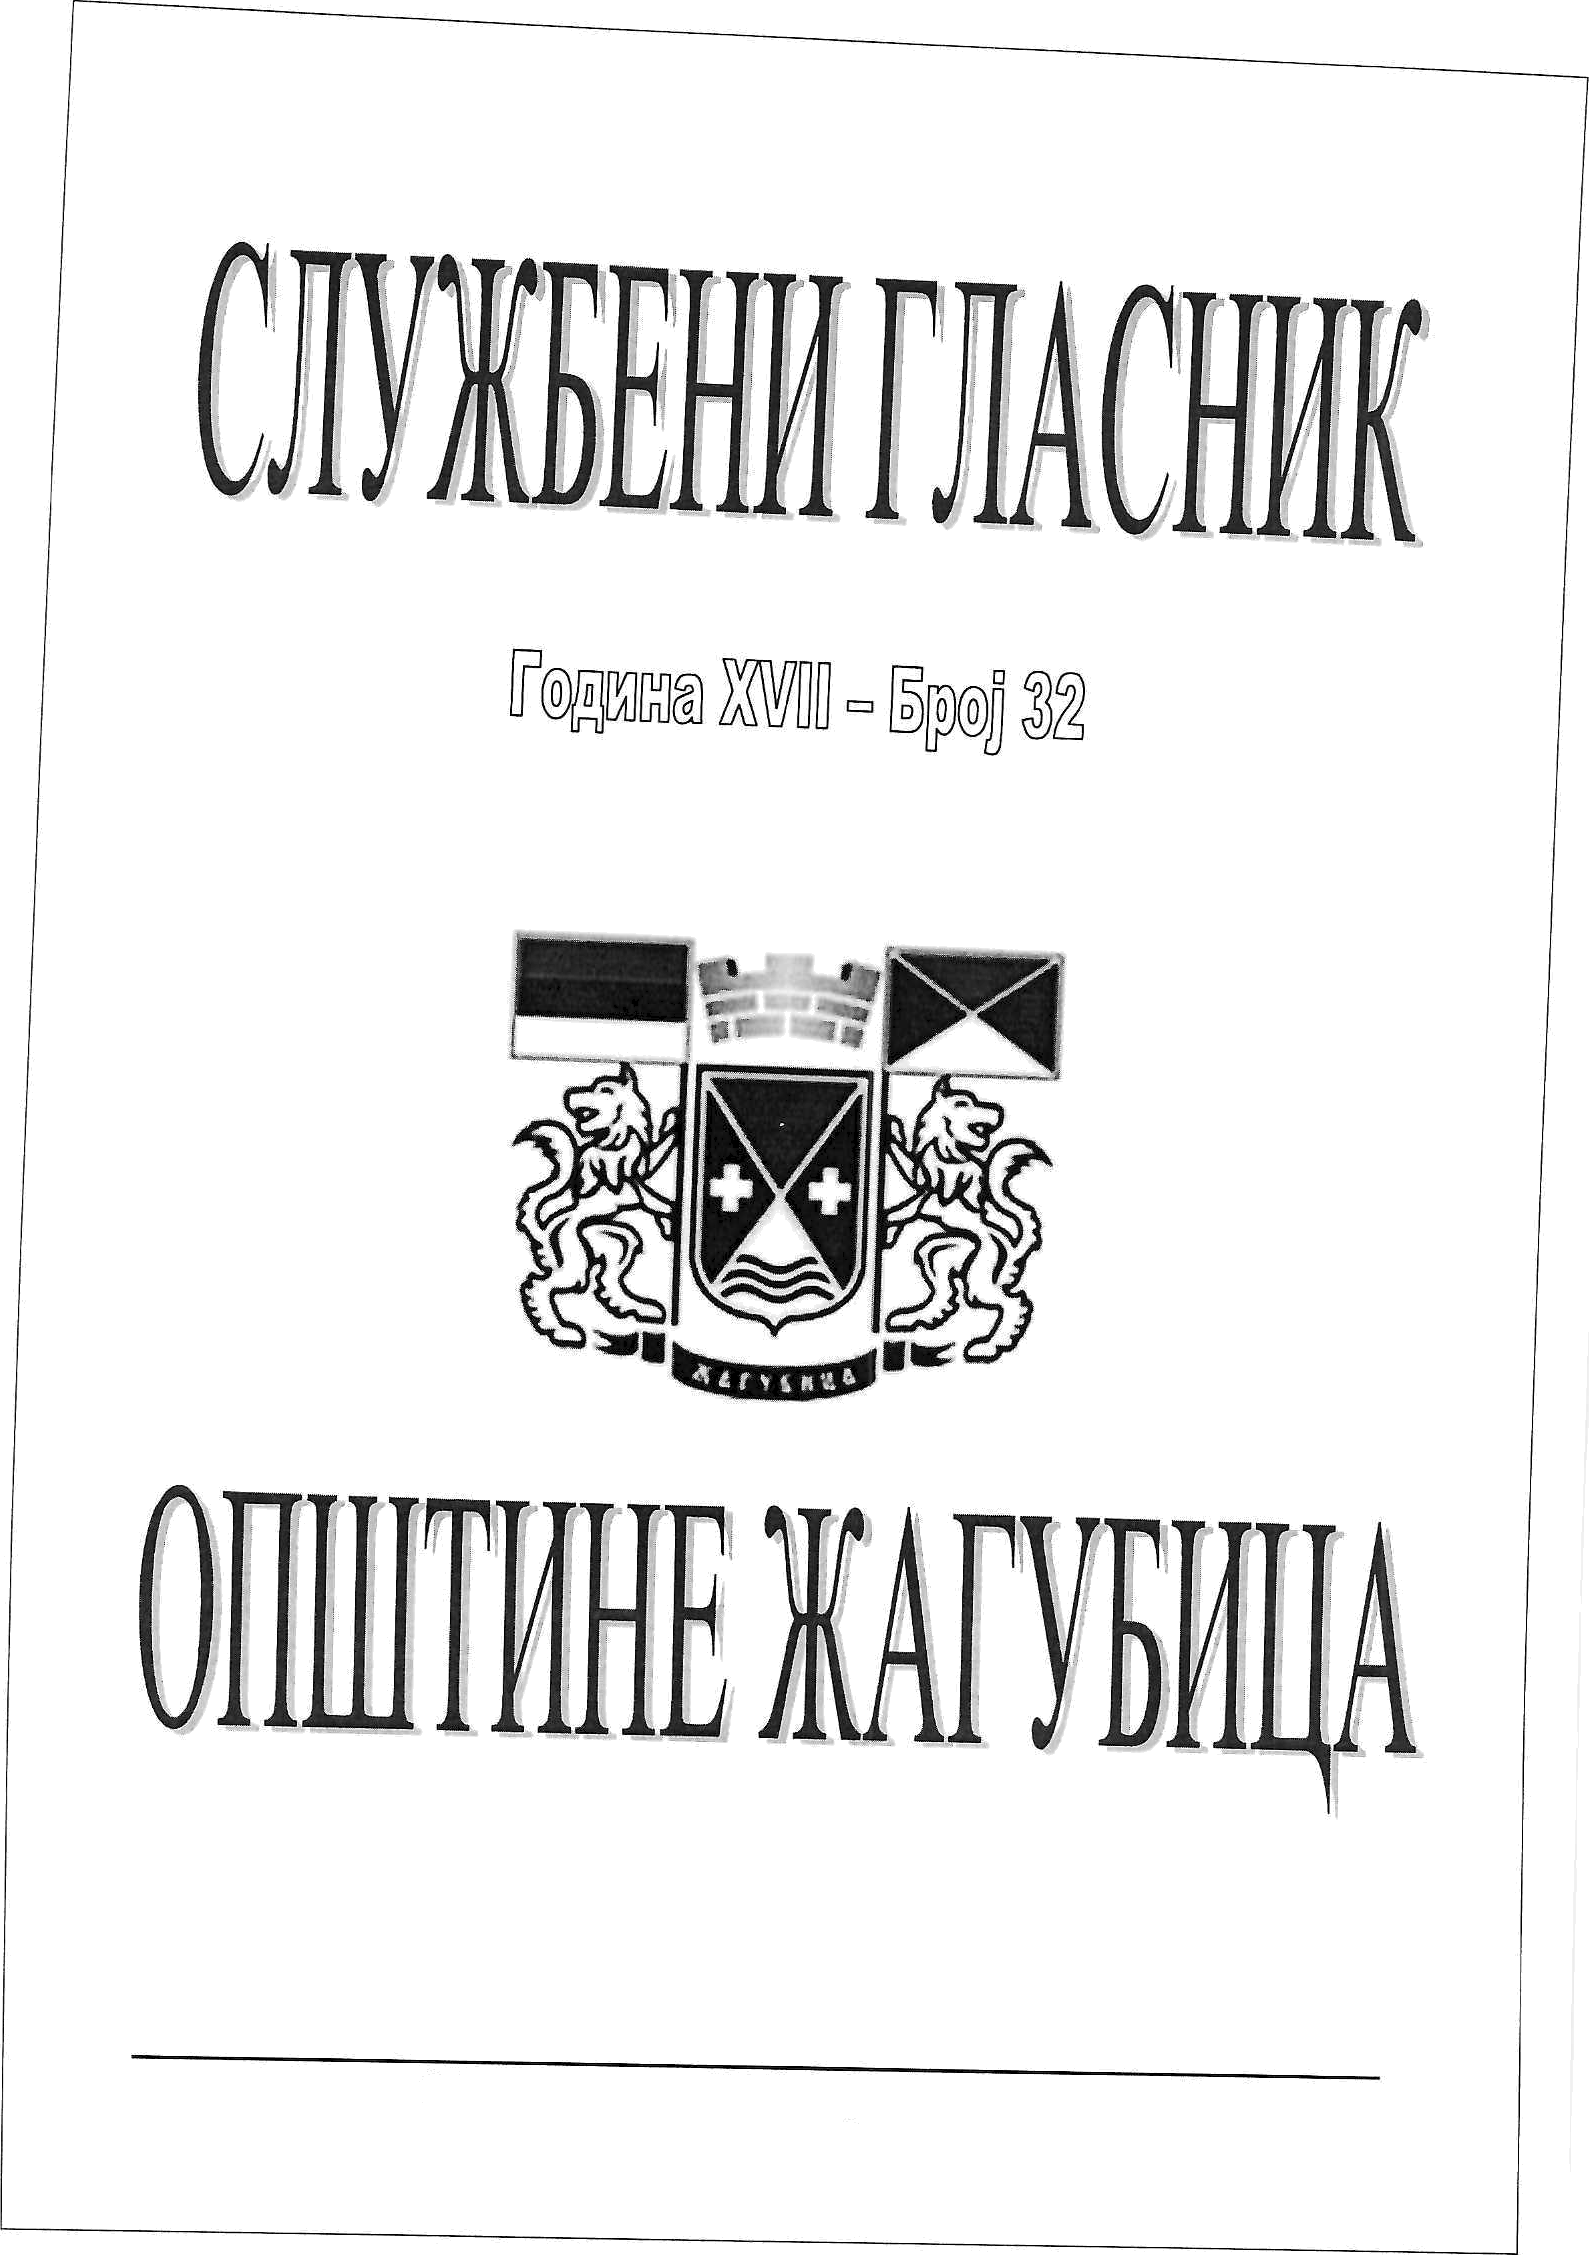 СЛУЖБЕНИ ГЛАСНИК
Година XVII – Број 32
ЖАГУБИЦА
ОПШТИНЕ ЖАГУБИЦА